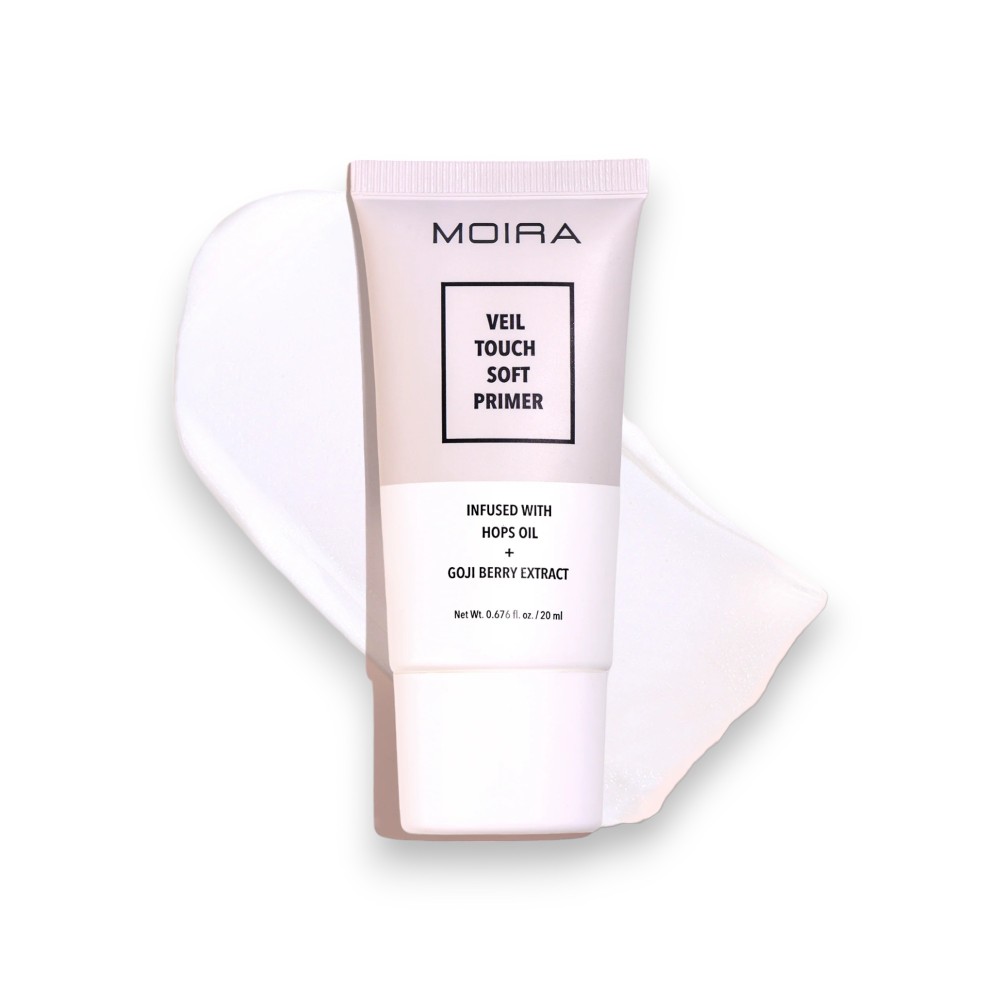 MOIRA
VEIL
TOUCH
SOFT
PRIMER
INFUSED WITH
HOPS OIL
+
GOJI BERRY EXTRACT
Net Wt. 0.676 fl. oz. / 20 ml